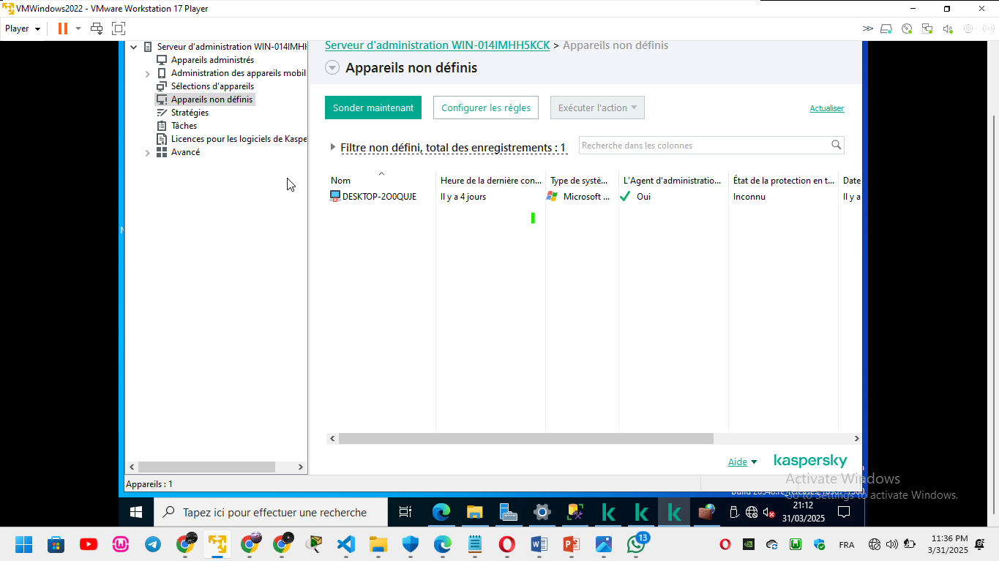 VMWindows2022 - VMware Workstation 17 Player
Player
Serveur d'administration WIN-014IMHH
Appareils administrés
Administration des appareils mobil
Sélections d'appareils
Appareils non définis
Stratégies
Tâches
Licences pour les logiciels de Kaspe
Avancé
Serveur d'administration WIN-014IMHH5KCK > Appareils non définis
Appareils non définis
Sonder maintenant
Configurer les règles
Exécuter l'action
Actualiser
Filtre non défini, total des enregistrements : 1
Recherche dans les colonnes
Nom Heure de la dernière con... Type de systè... L'Agent d'administratio... État de la protection en t... Date
DESKTOP-2O0QUJE Il y a 4 jours Microsoft ... Oui Inconnu Il y a
Aide
kaspersky
Appareils : 1
Activate Windows
Go to Settings to activate Windows.
Tapez ici pour effectuer une recherche
21:12
31/03/2025
13
FRA
11:36 PM
3/31/2025